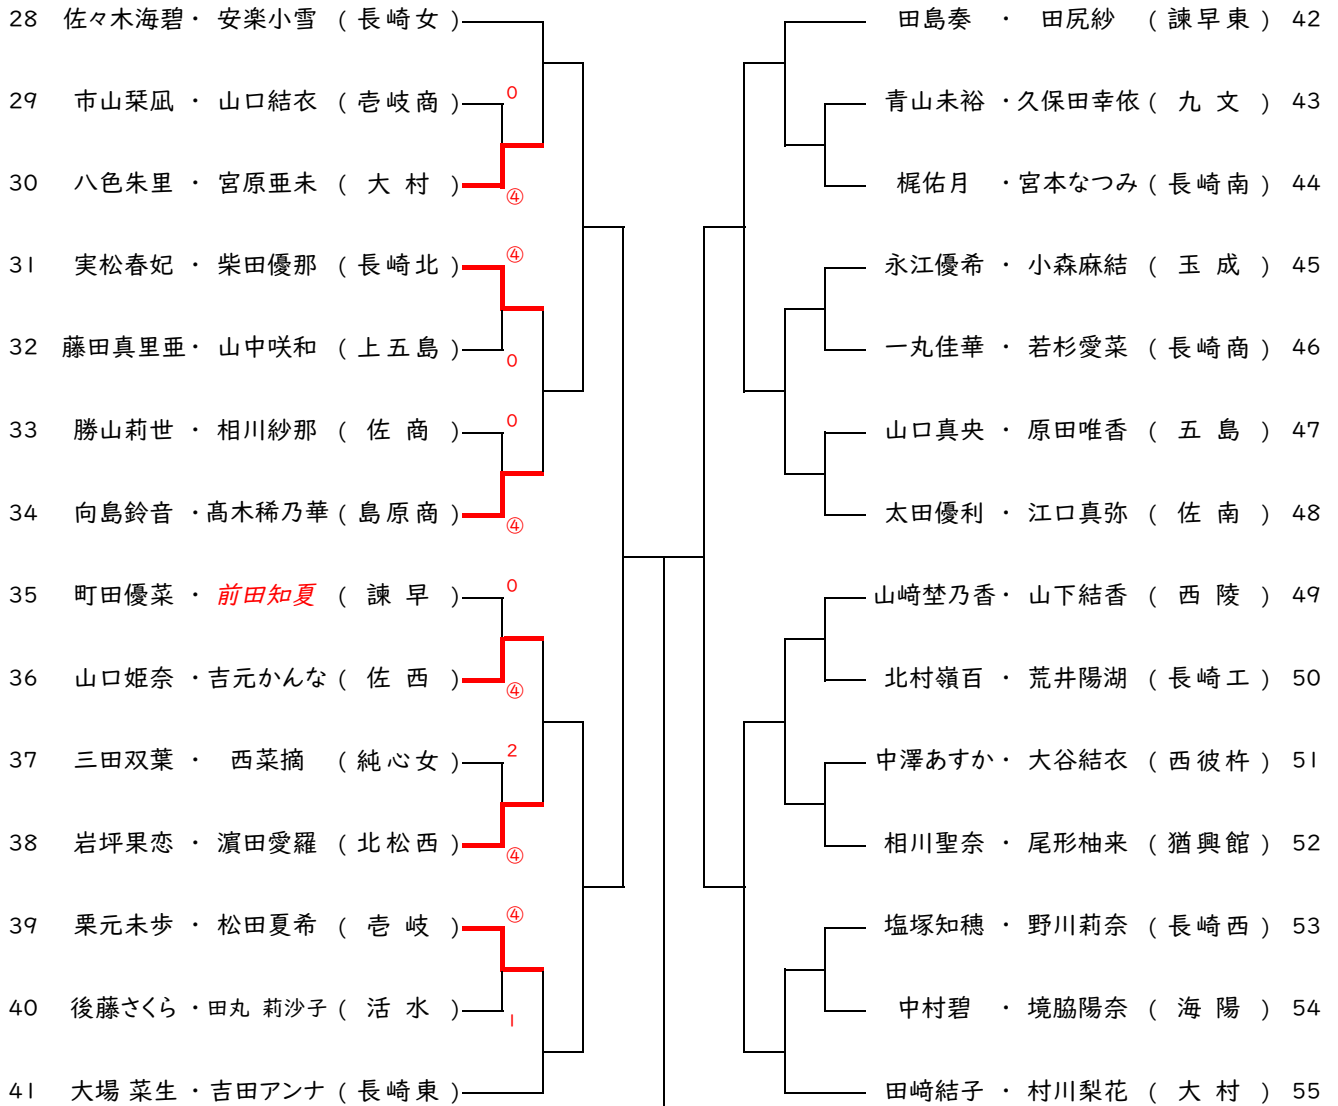 28 佐々木海碧・ 安楽小雪 ( 長崎女 )
29 市山栞凪 ・ 山口結衣 ( 壱岐商 ) 0
30 八色朱里 ・ 宮原亜未 ( 大 村 ) ④
31 実松春妃 ・ 柴田優那 ( 長崎北 ) ④
32 藤田真里亜・ 山中咲和 ( 上五島 ) 0
33 勝山莉世 ・ 相川紗那 ( 佐 商 ) 0
34 向島鈴音 ・髙木稀乃華 ( 島原商 ) ④
35 町田優菜 ・ 前田知夏 ( 諫 早 ) 0
36 山口姫奈 ・吉元かんな ( 佐 西 ) ④
37 三田双葉 ・ 西菜摘 ( 純心女 ) 2
38 岩坪果恋 ・ 濵田愛羅 ( 北松西 ) ④
39 栗元未歩 ・ 松田夏希 ( 壱 岐 ) ④
40 後藤さくら ・田丸 莉沙子 ( 活 水 ) 1
41 大場 菜生 ・吉田アンナ ( 長崎東 )
田島奏 ・ 田尻紗 ( 諫早東 ) 42
青山未裕 ・久保田幸依 ( 九 文 ) 43
梶佑月 ・宮本なつみ ( 長崎南 ) 44
永江優希 ・ 小森麻結 ( 玉 成 ) 45
一丸佳華 ・ 若杉愛菜 ( 長崎商 ) 46
山口真央 ・ 原田唯香 ( 五 島 ) 47
太田優利 ・ 江口真弥 ( 佐 南 ) 48
山﨑埜乃香・ 山下結香 ( 西 陵 ) 49
北村嶺百 ・ 荒井陽湖 ( 長崎工 ) 50
中澤あすか・ 大谷結衣 ( 西彼杵 ) 51
相川聖奈 ・ 尾形柚来 ( 猶興館 ) 52
塩塚知穂 ・ 野川莉奈 ( 長崎西 ) 53
中村碧 ・ 境脇陽奈 ( 海 陽 ) 54
田﨑結子 ・ 村川梨花 ( 大 村 ) 55